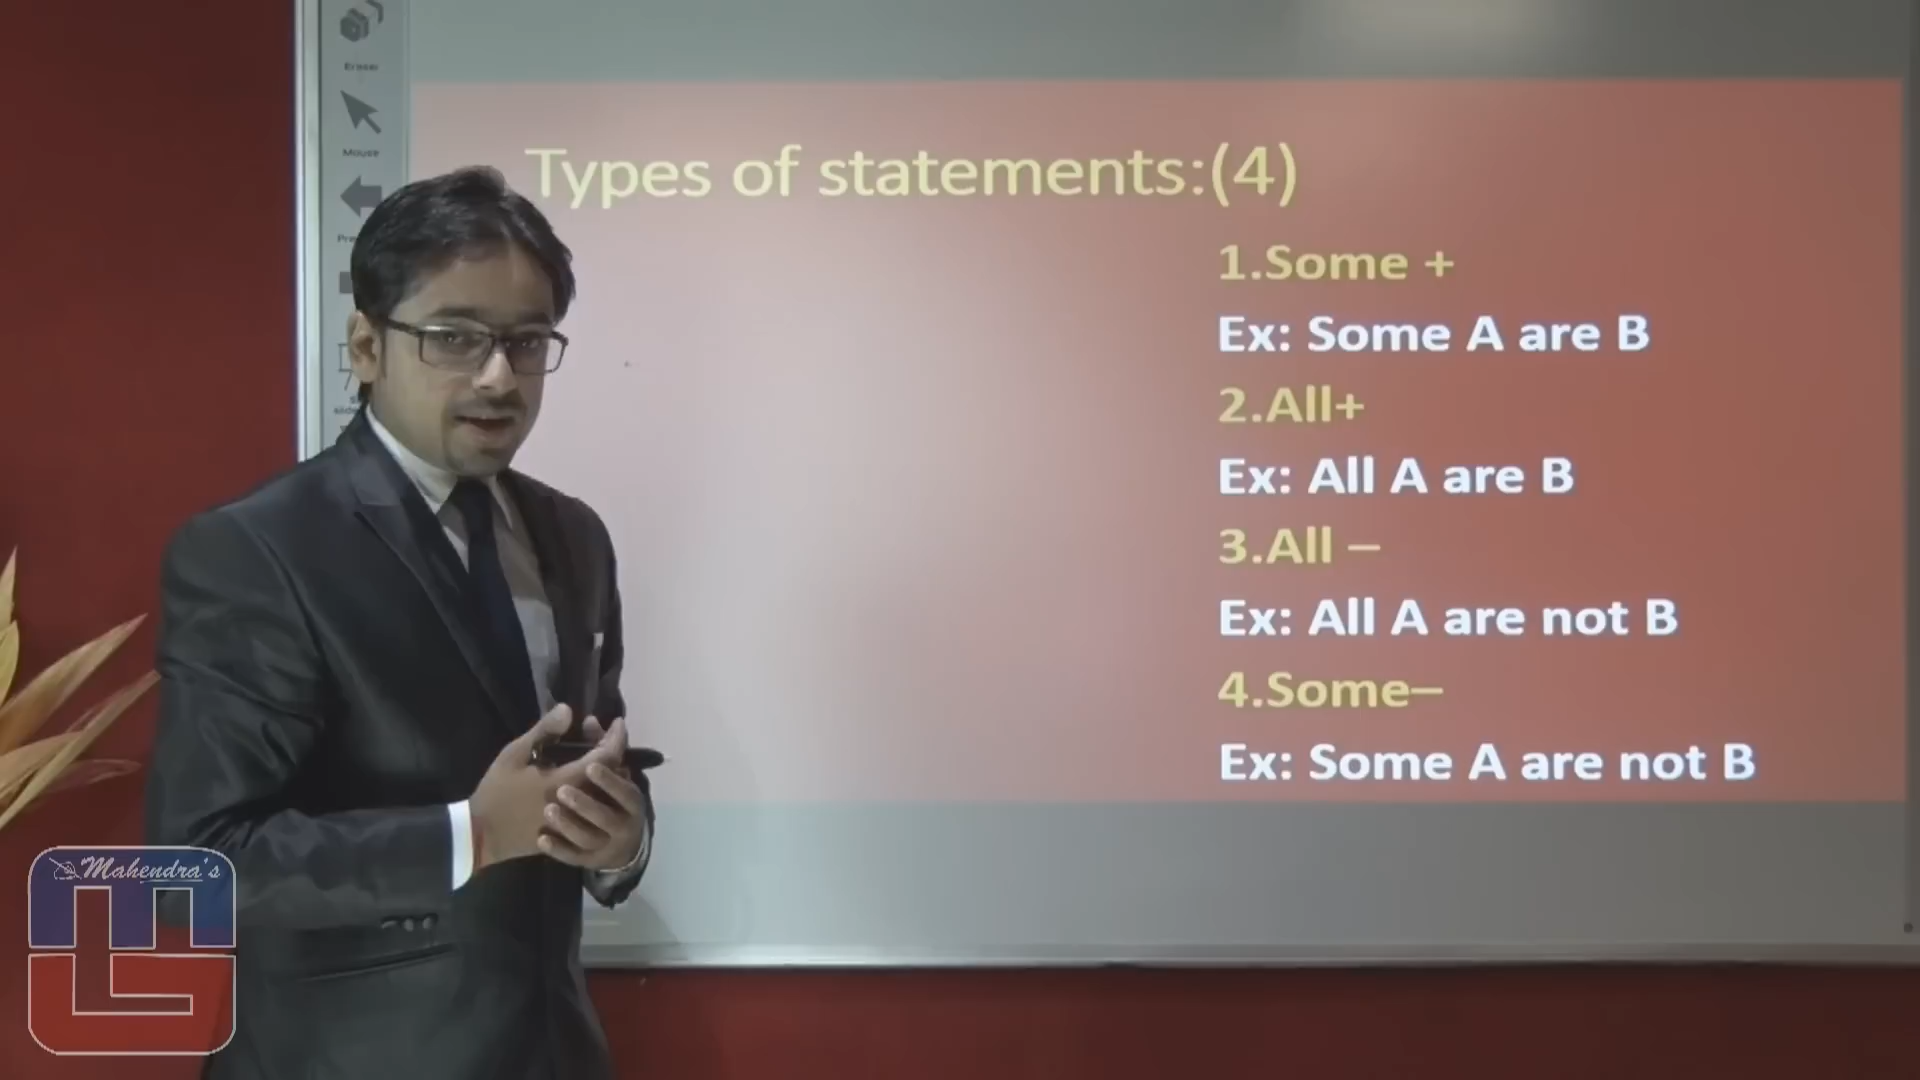 Eraser
Mouse
Types of statements:(4)
1.Some +
Ex: Some A are B
2.All+
Ex: All A are B
3.All –
Ex: All A are not B
4.Some–
Ex: Some A are not B
Mahendra's